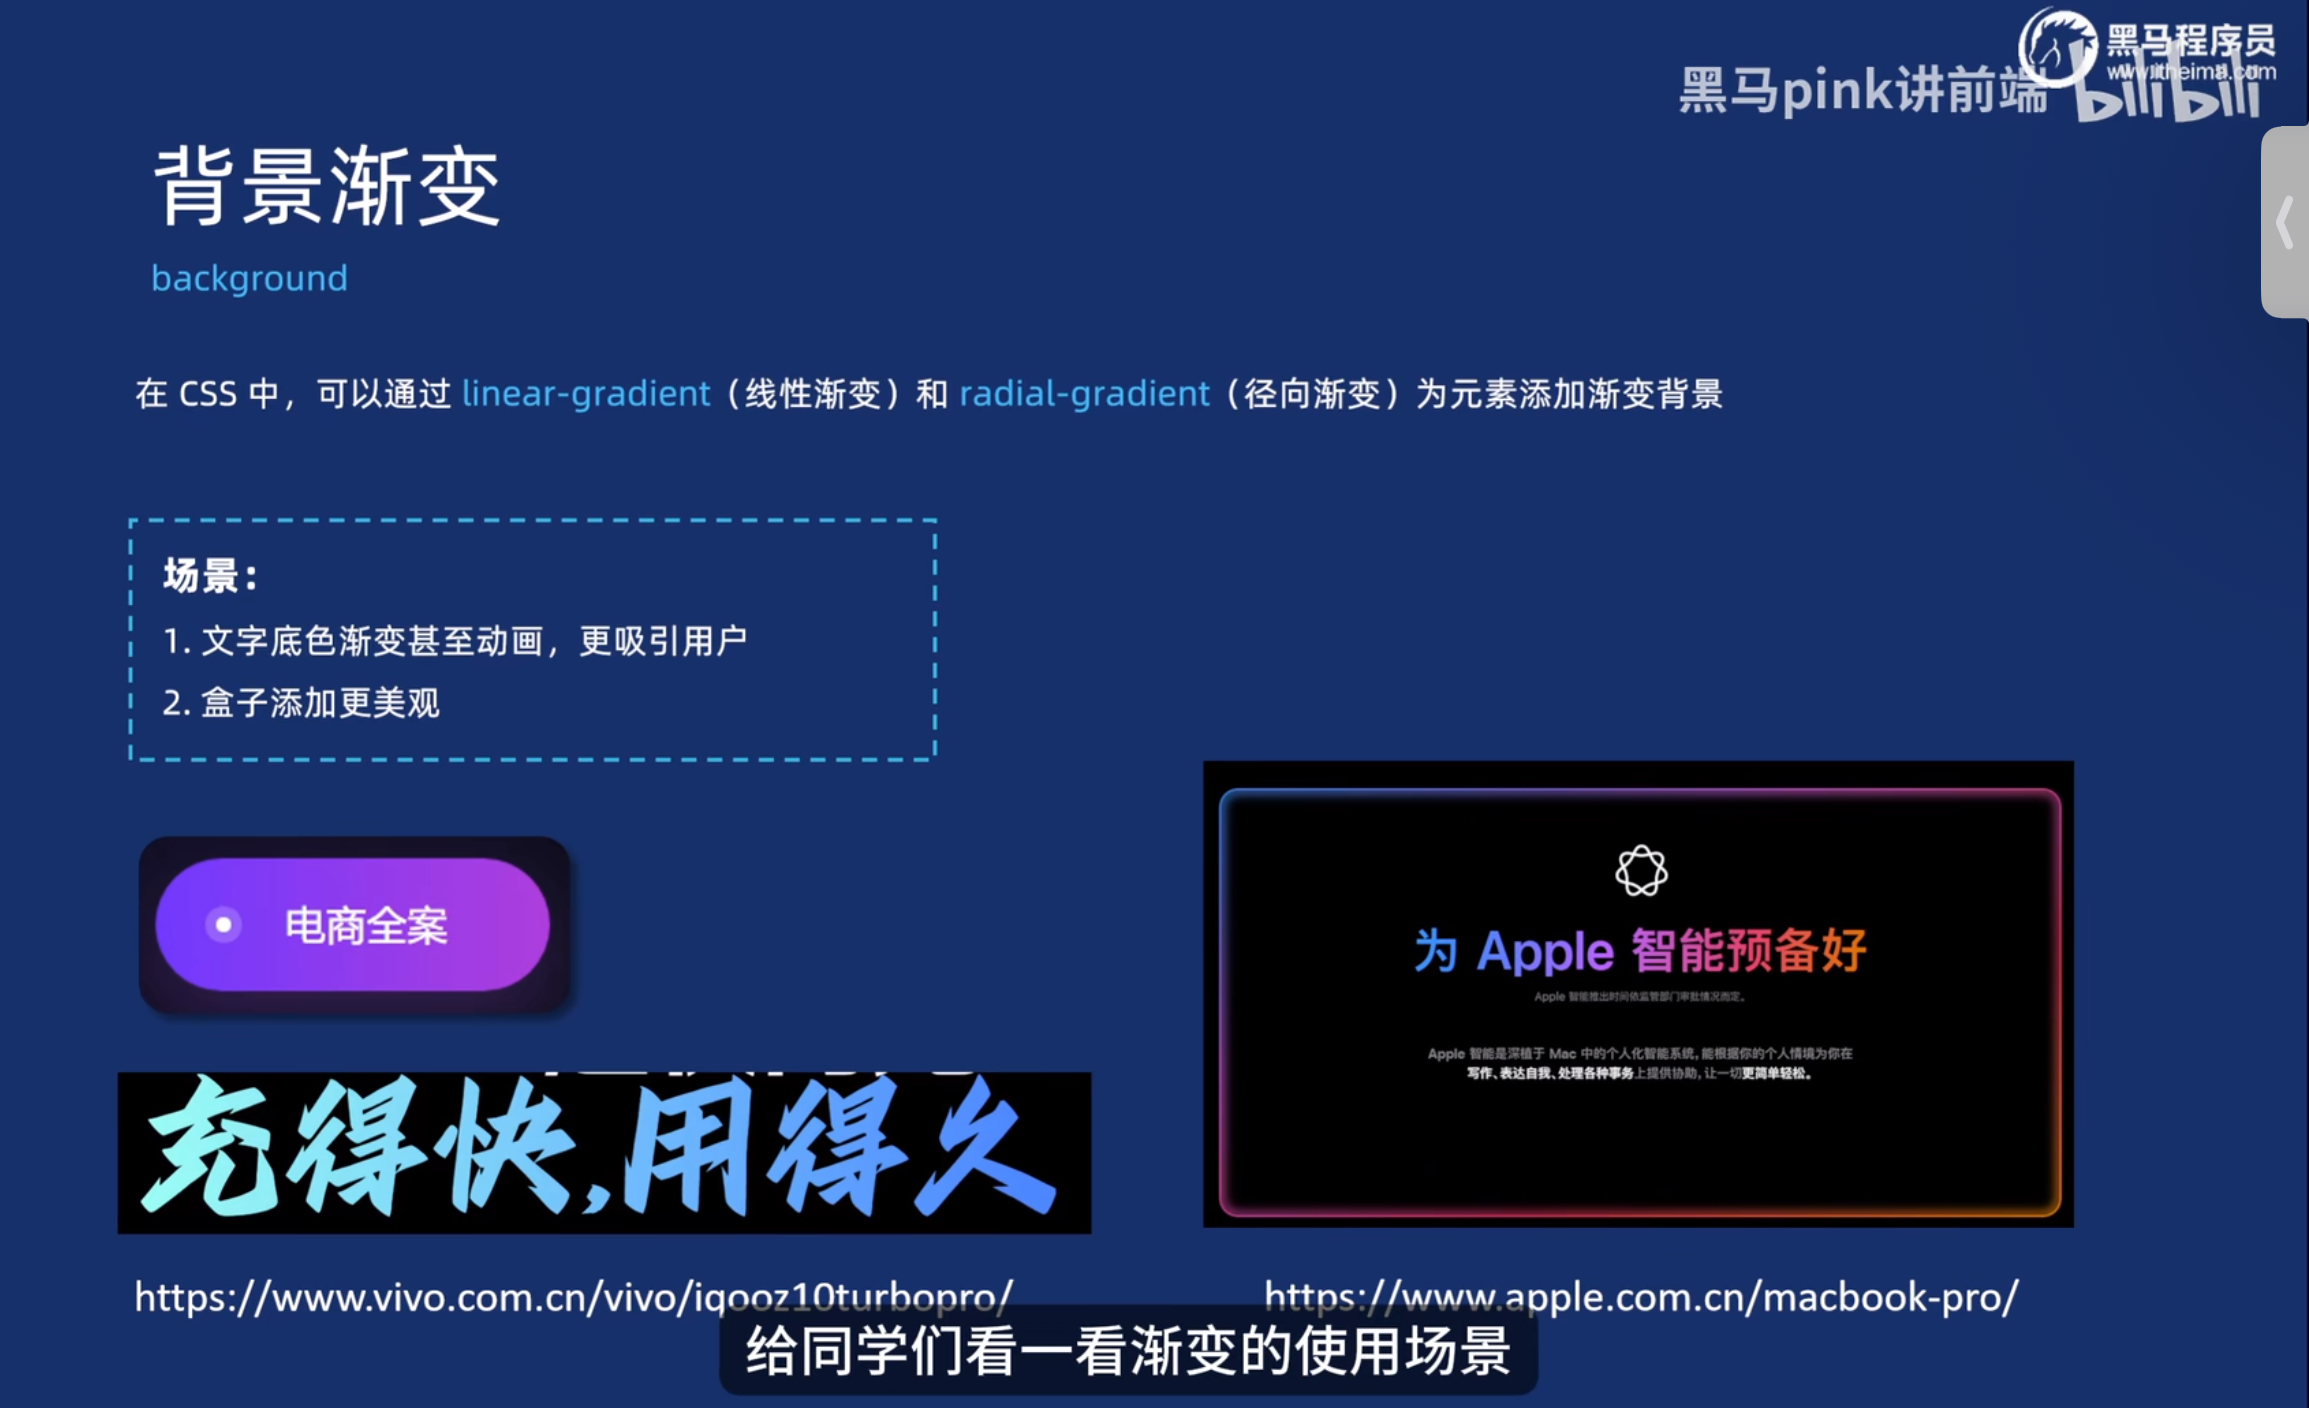 黑马程序员
www.itheima.com
黑马pink讲前端 bilibili
背景渐变
background
在 CSS 中，可以通过 linear-gradient（线性渐变）和 radial-gradient（径向渐变）为元素添加渐变背景
场景：
1. 文字底色渐变甚至动画，更吸引用户
2. 盒子添加更美观
电商全案
充得快,用得久
https://www.vivo.com.cn/vivo/iqooz10turbopro/
为 Apple 智能预备好
Apple 智能推出时间依监管部门审批情况而定。
Apple 智能是深植于 Mac 中的个人化智能系统，能根据你的个人情境为你在
写作、表达自我、处理各种事务上提供协助，让一切更简单轻松。
https://www.apple.com.cn/macbook-pro/
给同学们看一看渐变的使用场景